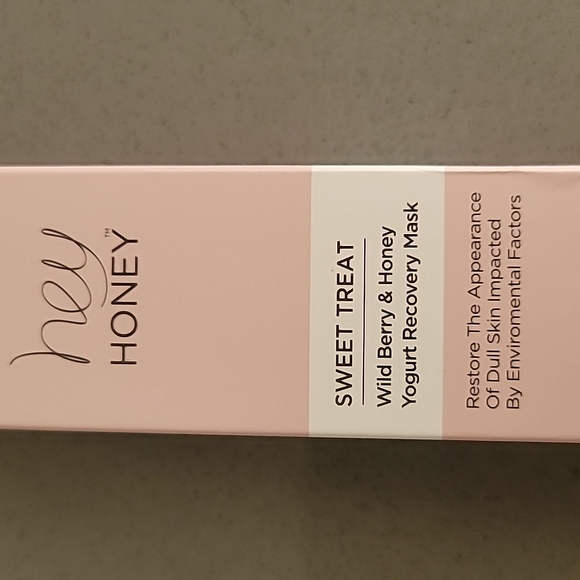 hey
HONEY™
SWEET TREAT
Wild Berry & Honey
Yogurt Recovery Mask
Restore The Appearance
Of Dull Skin Impacted
By Enviromental Factors